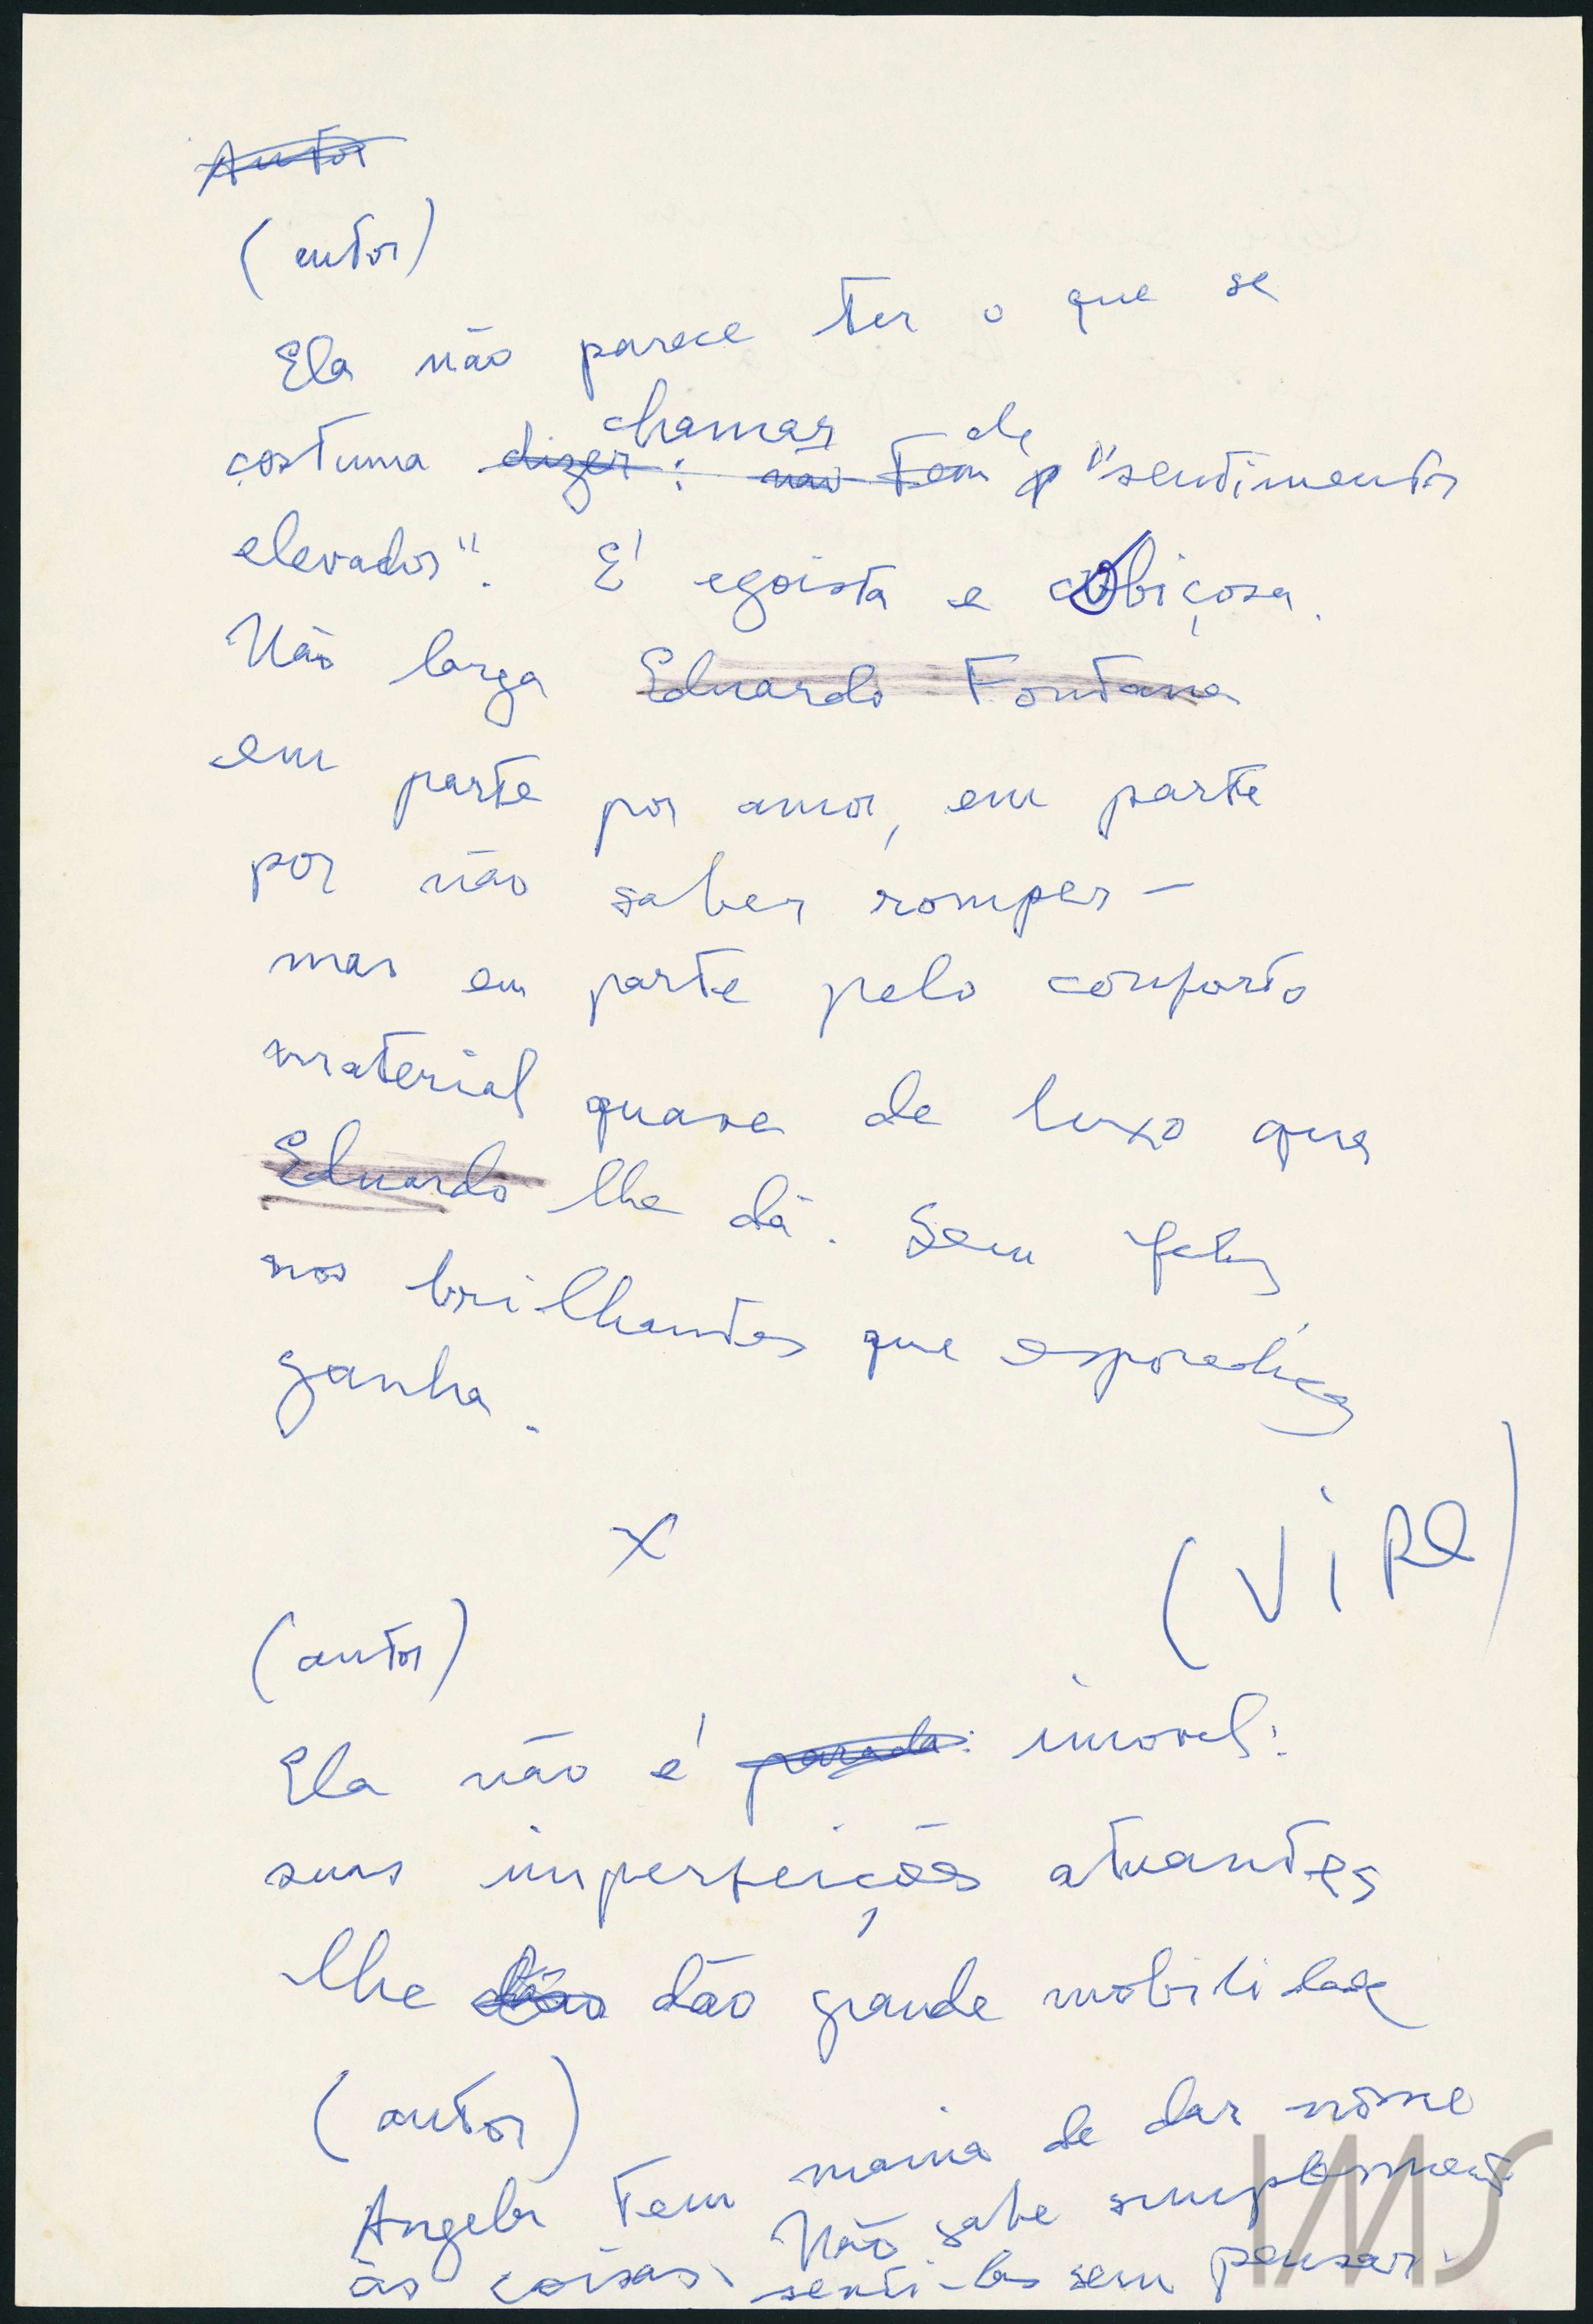 Autor
(autor)
Ela não parece ter o que se
costuma dizer: não tem chamar de "sentimentos
elevados". É egoista e cobiçosa.
Não larga Eduardo Fontana
em parte por amor, em parte
por não saber romper —
mas em parte pelo conforto
material quase de luxo que
Eduardo lhe dá. Sem falar
nos brilhantes que esporadic
ganha.
x
(VIRE)
(autor)
Ela não é parada: imovel:
suas imperfeições atuantes
lhe dão dão grande mobilidade
(autor)
Angela tem mania de dar nome
às coisas. Não sabe simplesmente
senti-las sem pensar.
IMS